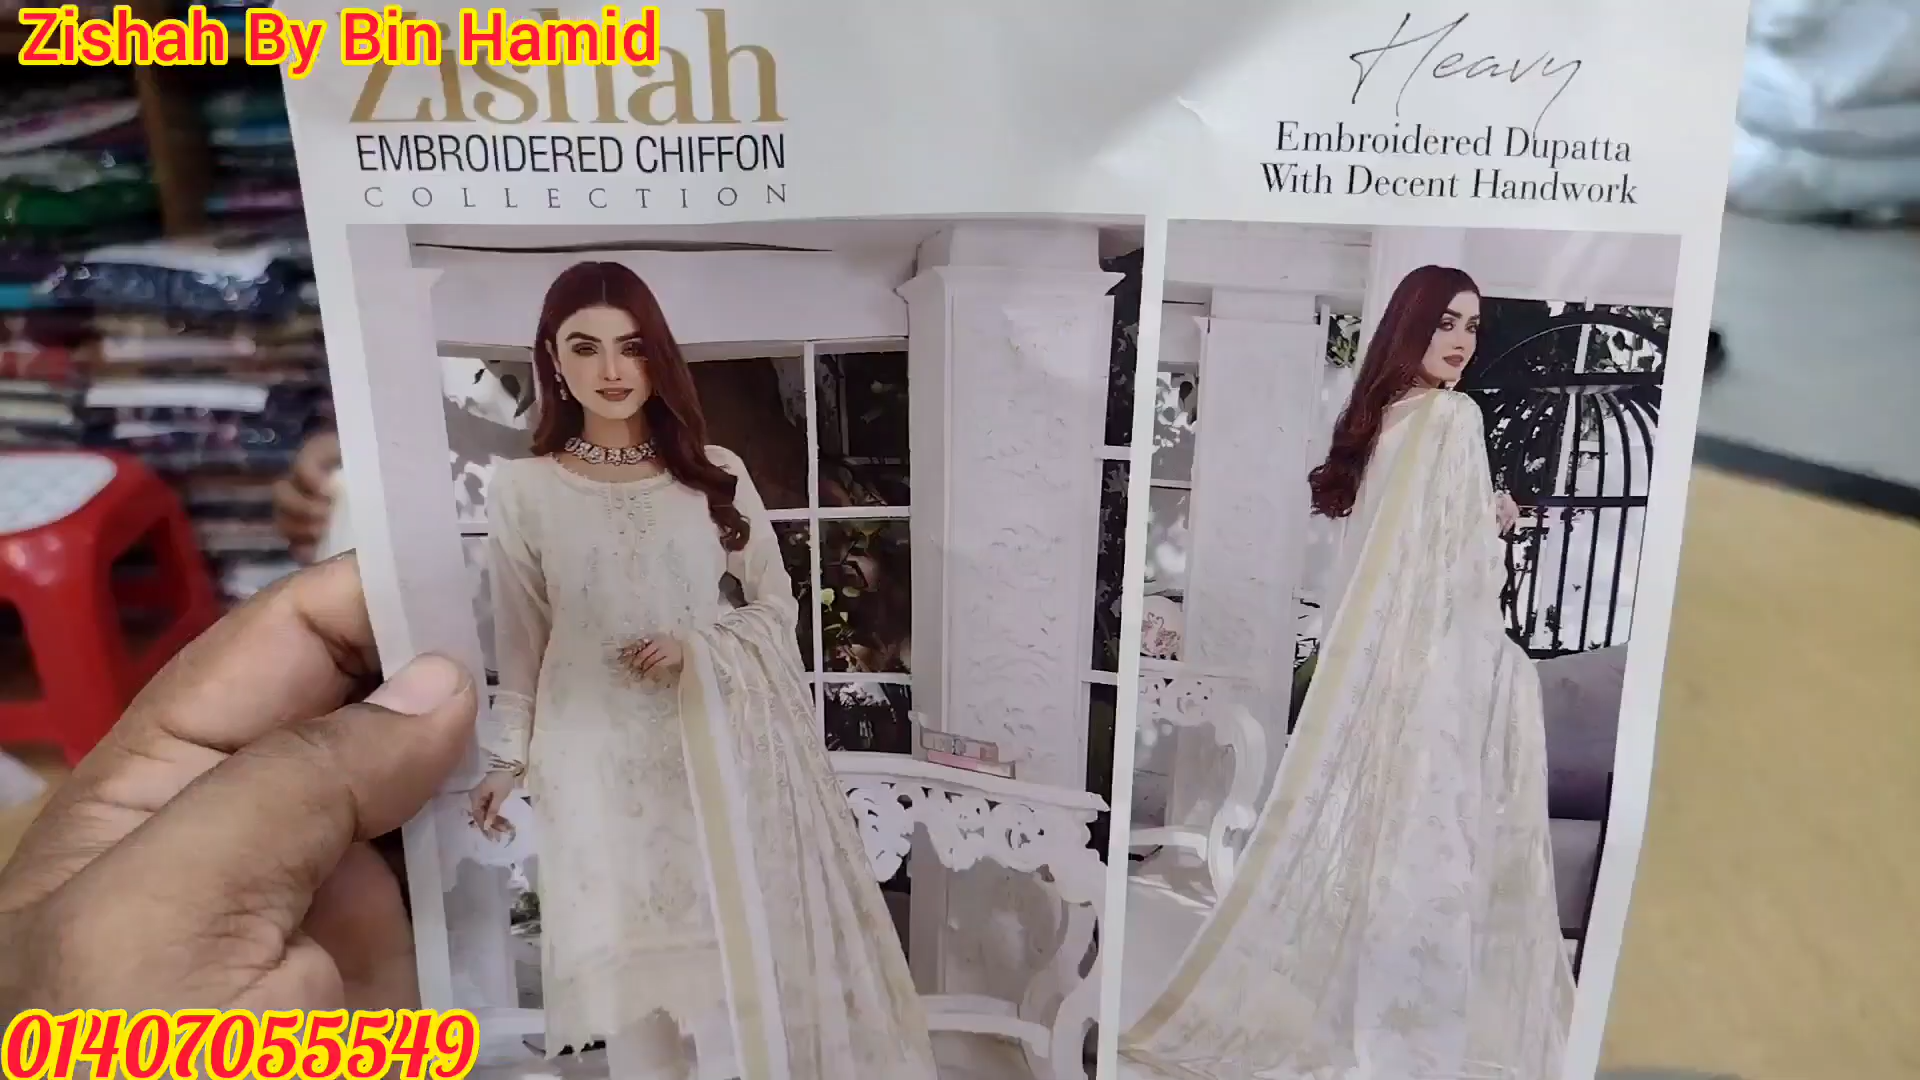 Zishah By Bin Hamid
Zishah
EMBROIDERED CHIFFON
COLLECTION
Heavy
Embroidered Dupatta
With Decent Handwork
01407055549